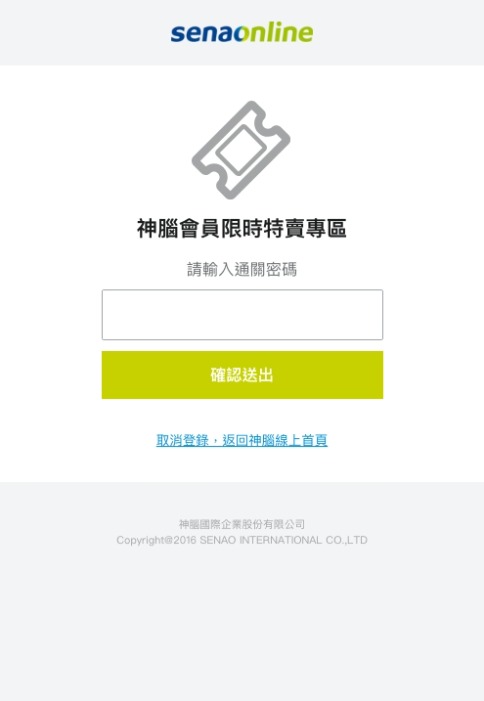 senaonline
神腦會員限時特賣專區
請輸入通關密碼
確認送出
取消登錄，返回神腦線上首頁
神腦國際企業股份有限公司
Copyright@2016 SENAO INTERNATIONAL CO.,LTD